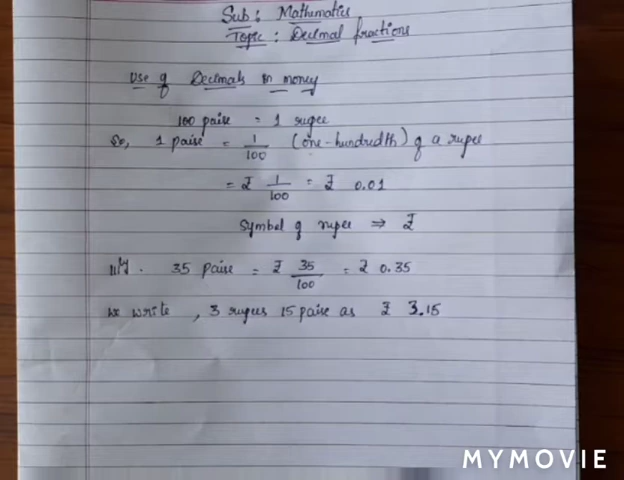 Sub : Mathematics
Topic : Decimal fractions
Use of Decimals in money
100 paise = 1 rupee
So, 1 paise = 1/100 (one-hundredth) of a rupee
= ₹ 1/100 = ₹ 0.01
Symbol of rupee ⇒ ₹
lllly. 35 paise = ₹ 35/100 = ₹ 0.35
we write, 3 rupees 15 paise as ₹ 3.15
MYMOVIE